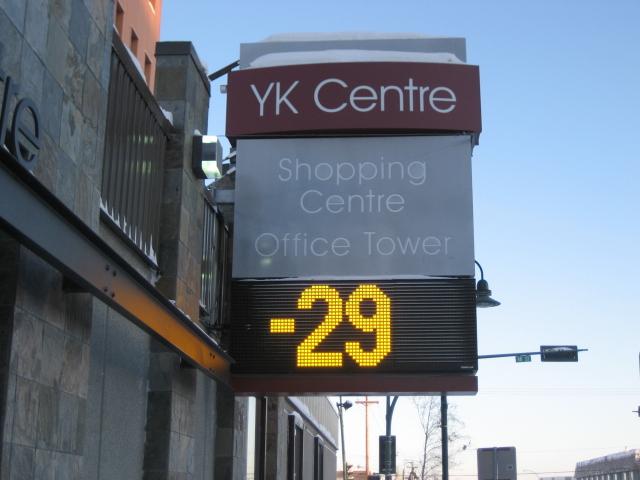 YK Centre
Shopping
Centre
Office Tower
-29